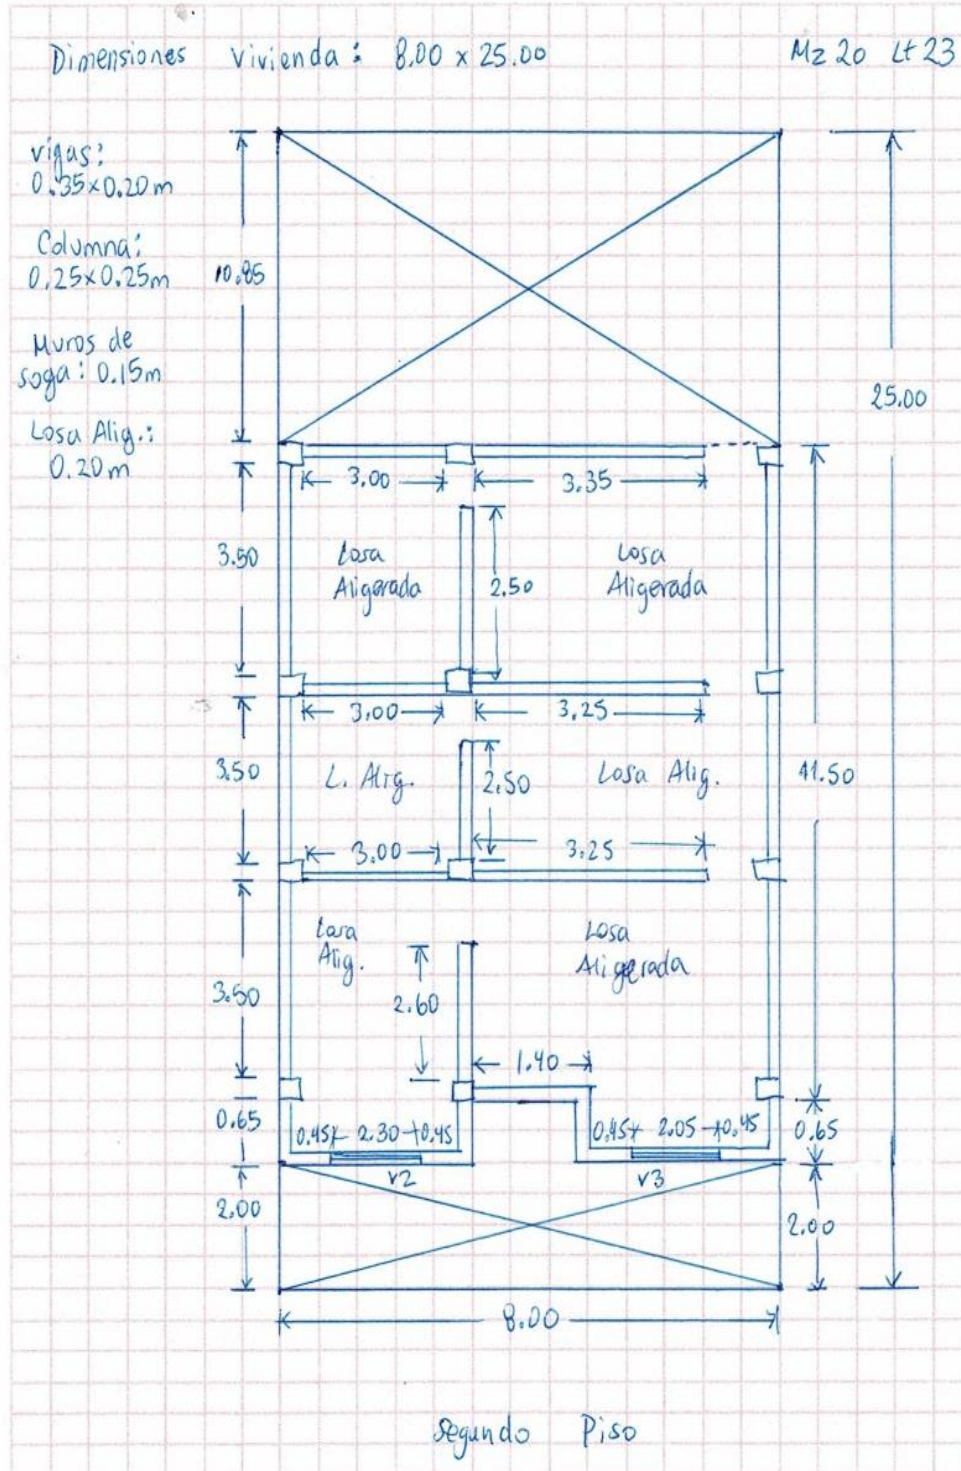 Dimensiones Vivienda: 8.00 x 25.00 Mz 20 Lt 23
vigas:
0.35x0.20m
Columna:
0.25x0.25m
10.85
Muros de
soga: 0.15m
25.00
Losa Alig.:
0.20m
3.00 3.35
3.50
Losa
Aligerada
2.50
Losa
Aligerada
3.00 3.25
3.50 L. Alig. 2.50 Losa Alig. 11.50
3.00 3.25
Losa
Alig.
Losa
Aligerada
3.50 2.60
1.40
0.65 0.45 2.30 0.45 0.45 2.05 0.45 0.65
v2 v3
2.00 2.00
8.00
Segundo Piso